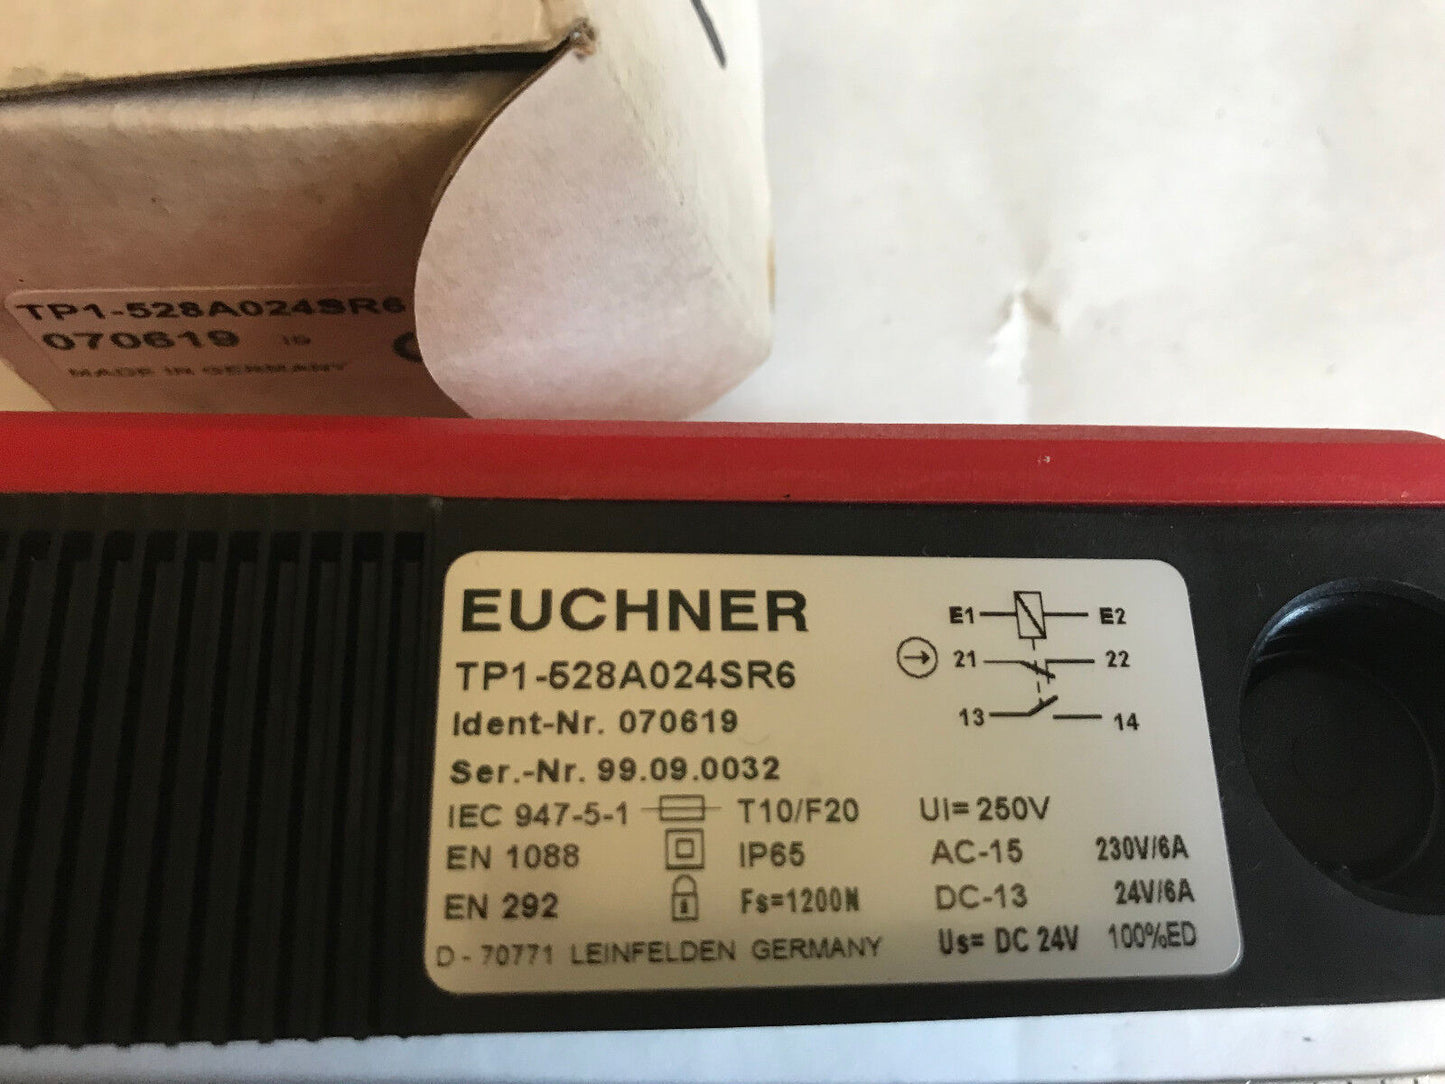 TP1-528A024SR6
070619
MADE IN GERMANY
EUCHNER
TP1-528A024SR6
Ident-Nr. 070619
Ser.-Nr. 99.09.0032
IEC 947-5-1 T10/F20 UI= 250V
EN 1088 IP65 AC-15 230V/6A
EN 292 Fs=1200N DC-13 24V/6A
D - 70771 LEINFELDEN GERMANY Us= DC 24V 100%ED
E1 E2
21 22
13 14